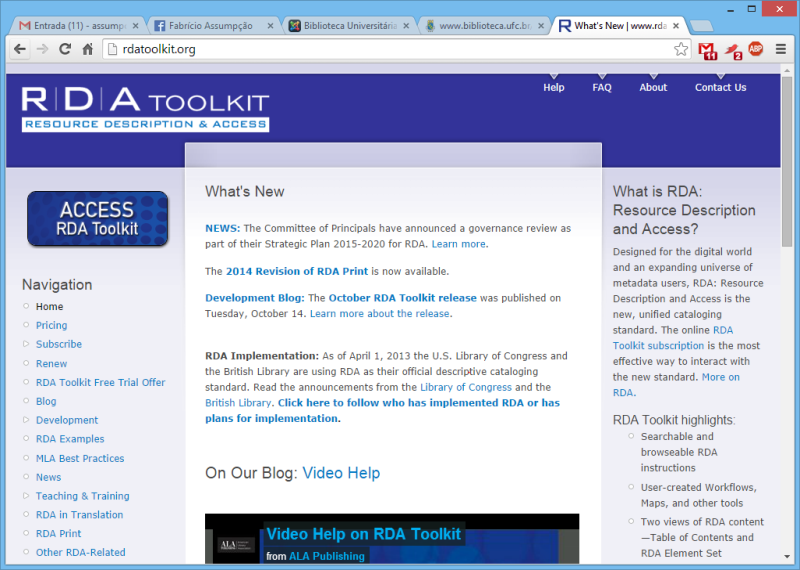 Entrada (11) - assump
Fabrício Assumpção
Biblioteca Universitária
www.biblioteca.ufc.br
What's New | www.rda
rdatoolkit.org
11
2
ABP
R|D|A TOOLKIT
RESOURCE DESCRIPTION & ACCESS
Help
FAQ
About
Contact Us
ACCESS
RDA Toolkit
Navigation
Home
Pricing
Subscribe
Renew
RDA Toolkit Free Trial Offer
Blog
Development
RDA Examples
MLA Best Practices
News
Teaching & Training
RDA in Translation
RDA Print
Other RDA-Related
What's New
NEWS: The Committee of Principals have announced a governance review as
part of their Strategic Plan 2015-2020 for RDA. Learn more.
The 2014 Revision of RDA Print is now available.
Development Blog: The October RDA Toolkit release was published on
Tuesday, October 14. Learn more about the release.
RDA Implementation: As of April 1, 2013 the U.S. Library of Congress and
the British Library are using RDA as their official descriptive cataloging
standard. Read the announcements from the Library of Congress and the
British Library. Click here to follow who has implemented RDA or has
plans for implementation.
On Our Blog: Video Help
ALA
Video Help on RDA Toolkit
from ALA Publishing
What is RDA:
Resource Description
and Access?
Designed for the digital world
and an expanding universe of
metadata users, RDA: Resource
Description and Access is the
new, unified cataloging
standard. The online RDA
Toolkit subscription is the most
effective way to interact with
the new standard. More on
RDA.
RDA Toolkit highlights:
Searchable and
browseable RDA
instructions
User-created Workflows,
Maps, and other tools
Two views of RDA content
—Table of Contents and
RDA Element Set